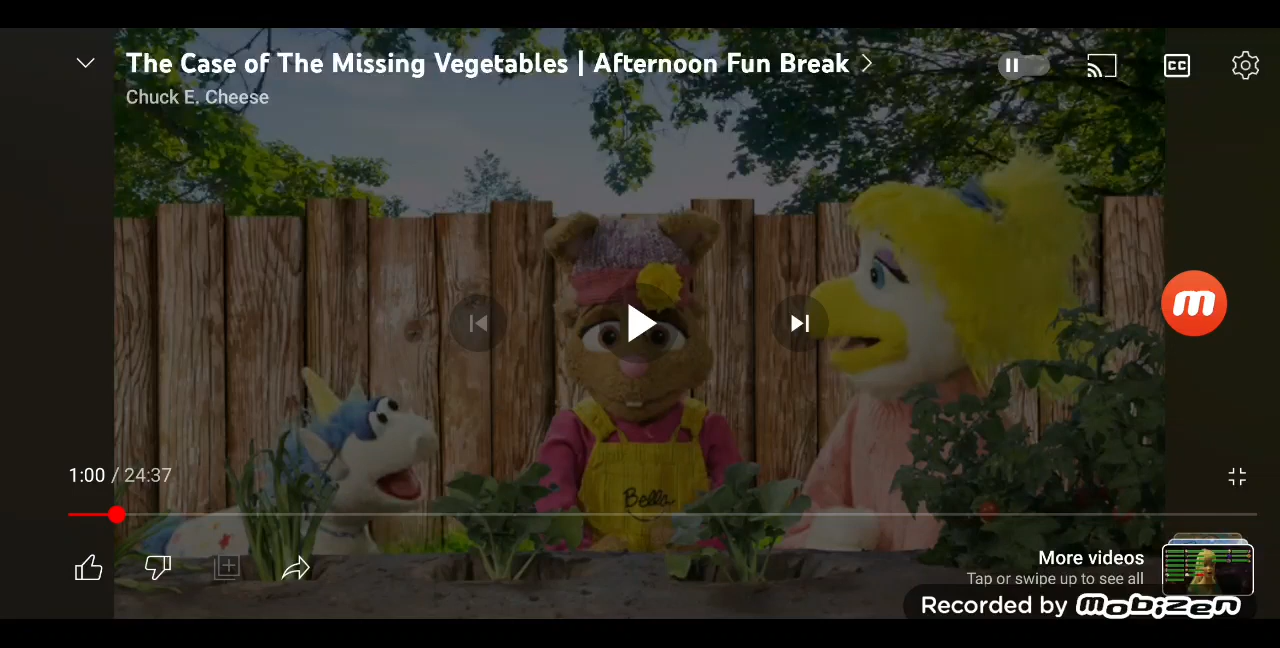 The Case of The Missing Vegetables | Afternoon Fun Break
Chuck E. Cheese
CC
m
Bella
1:00 / 24:37
More videos
Tap or swipe up to see all
Recorded by Mobizen